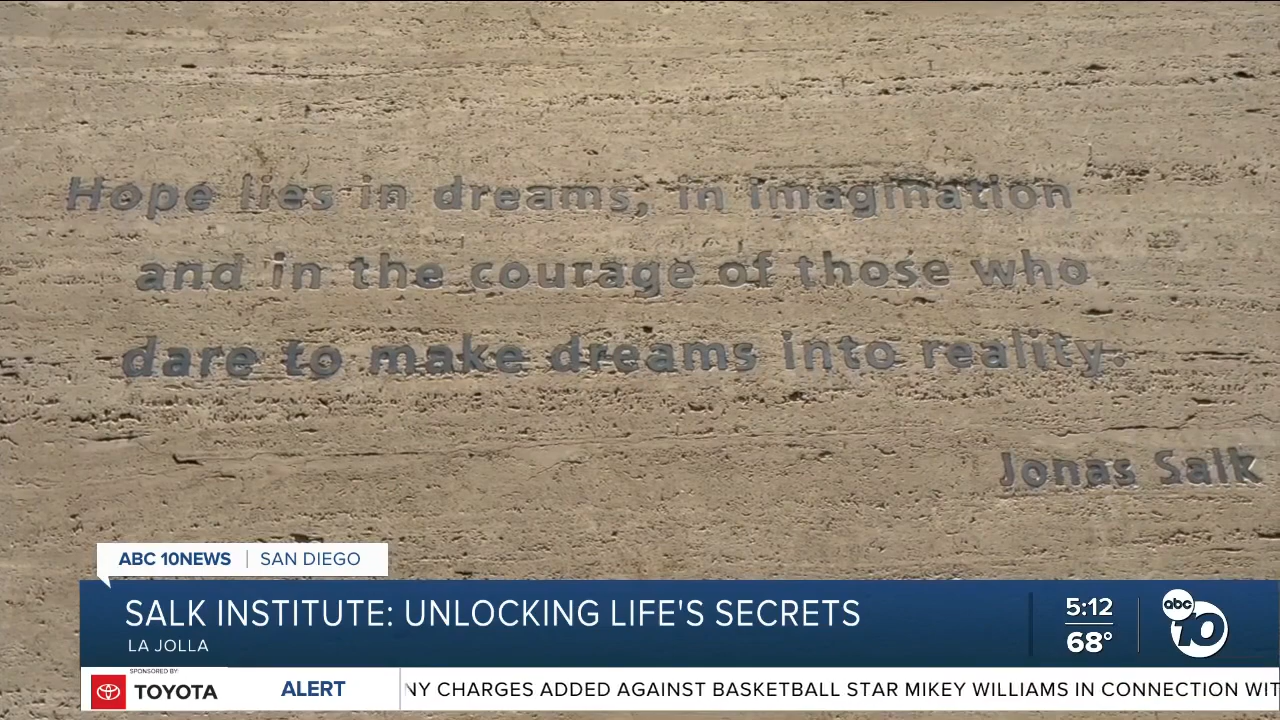 Hope lies in dreams, in imagination
and in the courage of those who
dare to make dreams into reality.
Jonas Salk
ABC 10NEWS | SAN DIEGO
SALK INSTITUTE: UNLOCKING LIFE'S SECRETS
LA JOLLA
5:12
68°
abc
10
SPONSORED BY
TOYOTA
ALERT
NY CHARGES ADDED AGAINST BASKETBALL STAR MIKEY WILLIAMS IN CONNECTION WIT